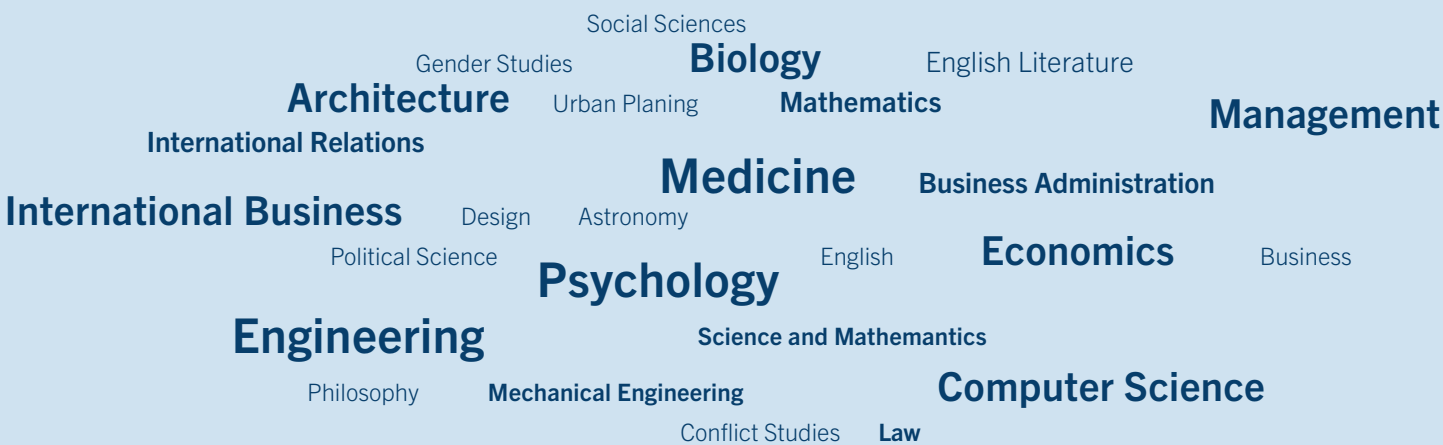 Social Sciences
Gender Studies Biology English Literature
Architecture Urban Planing Mathematics Management
International Relations
Medicine Business Administration
International Business Design Astronomy
Political Science Psychology English Economics Business
Engineering Science and Mathemantics
Philosophy Mechanical Engineering Computer Science
Conflict Studies Law